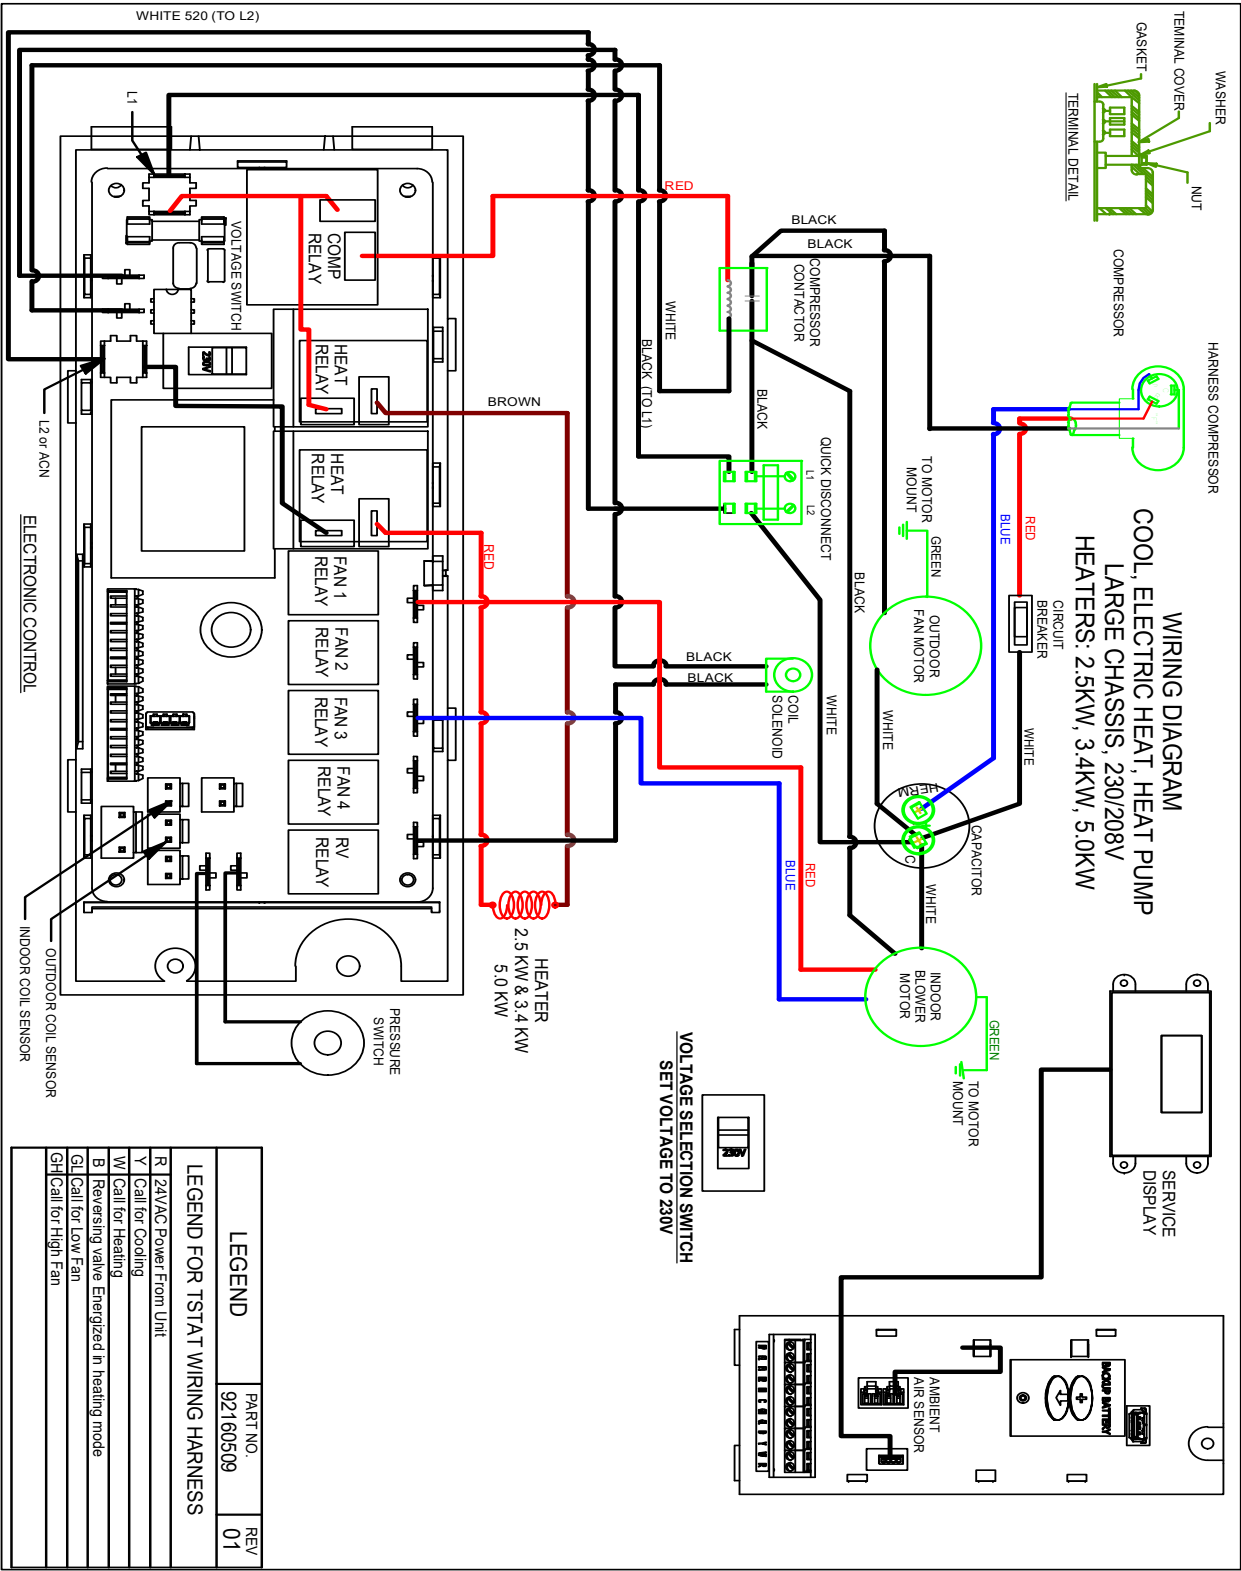 WIRING DIAGRAM
COOL, ELECTRIC HEAT, HEAT PUMP
LARGE CHASSIS, 230/208V
HEATERS: 2.5KW, 3.4KW, 5.0KW
WASHER
TEMINAL COVER
GASKET
NUT
TERMINAL DETAIL
COMPRESSOR
HARNESS COMPRESSOR
RED
BLUE
CIRCUIT
BREAKER
WHITE
TO MOTOR
MOUNT
GREEN
OUTDOOR
FAN MOTOR
WHITE
HERM
C
CAPACITOR
WHITE
INDOOR
BLOWER
MOTOR
GREEN
TO MOTOR
MOUNT
SERVICE
DISPLAY
BACKUP BATTERY
AMBIENT
AIR SENSOR
BLACK
BLACK
COMPRESSOR
CONTACTOR
BLACK
L1
L2
QUICK DISCONNECT
BLACK
WHITE
COIL
SOLENOID
BLACK
BLACK
RED
BLUE
RED
WHITE
BLACK (TO L1)
BROWN
RED
HEATER
2.5 KW & 3.4 KW
5.0 KW
VOLTAGE SELECTION SWITCH
SET VOLTAGE TO 230V
230V
WHITE 520 (TO L2)
L1
VOLTAGE SWITCH
230V
COMP
RELAY
HEAT
RELAY
HEAT
RELAY
FAN 1
RELAY
FAN 2
RELAY
FAN 3
RELAY
FAN 4
RELAY
RV
RELAY
L2 or ACN
ELECTRONIC CONTROL
PRESSURE
SWITCH
OUTDOOR COIL SENSOR
INDOOR COIL SENSOR
LEGEND
PART NO.
92160509
REV
01
LEGEND FOR TSTAT WIRING HARNESS
R 24VAC Power From Unit
Y Call for Cooling
W Call for Heating
B Reversing valve Energized in heating mode
GL Call for Low Fan
GH Call for High Fan